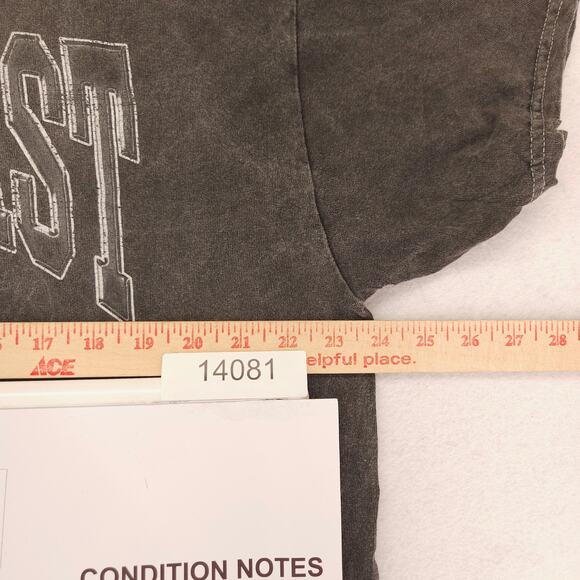 ST
17 18 19 20 21 22 23 24 25 26 27 28
ACE
elpful place.
14081
CONDITION NOTES